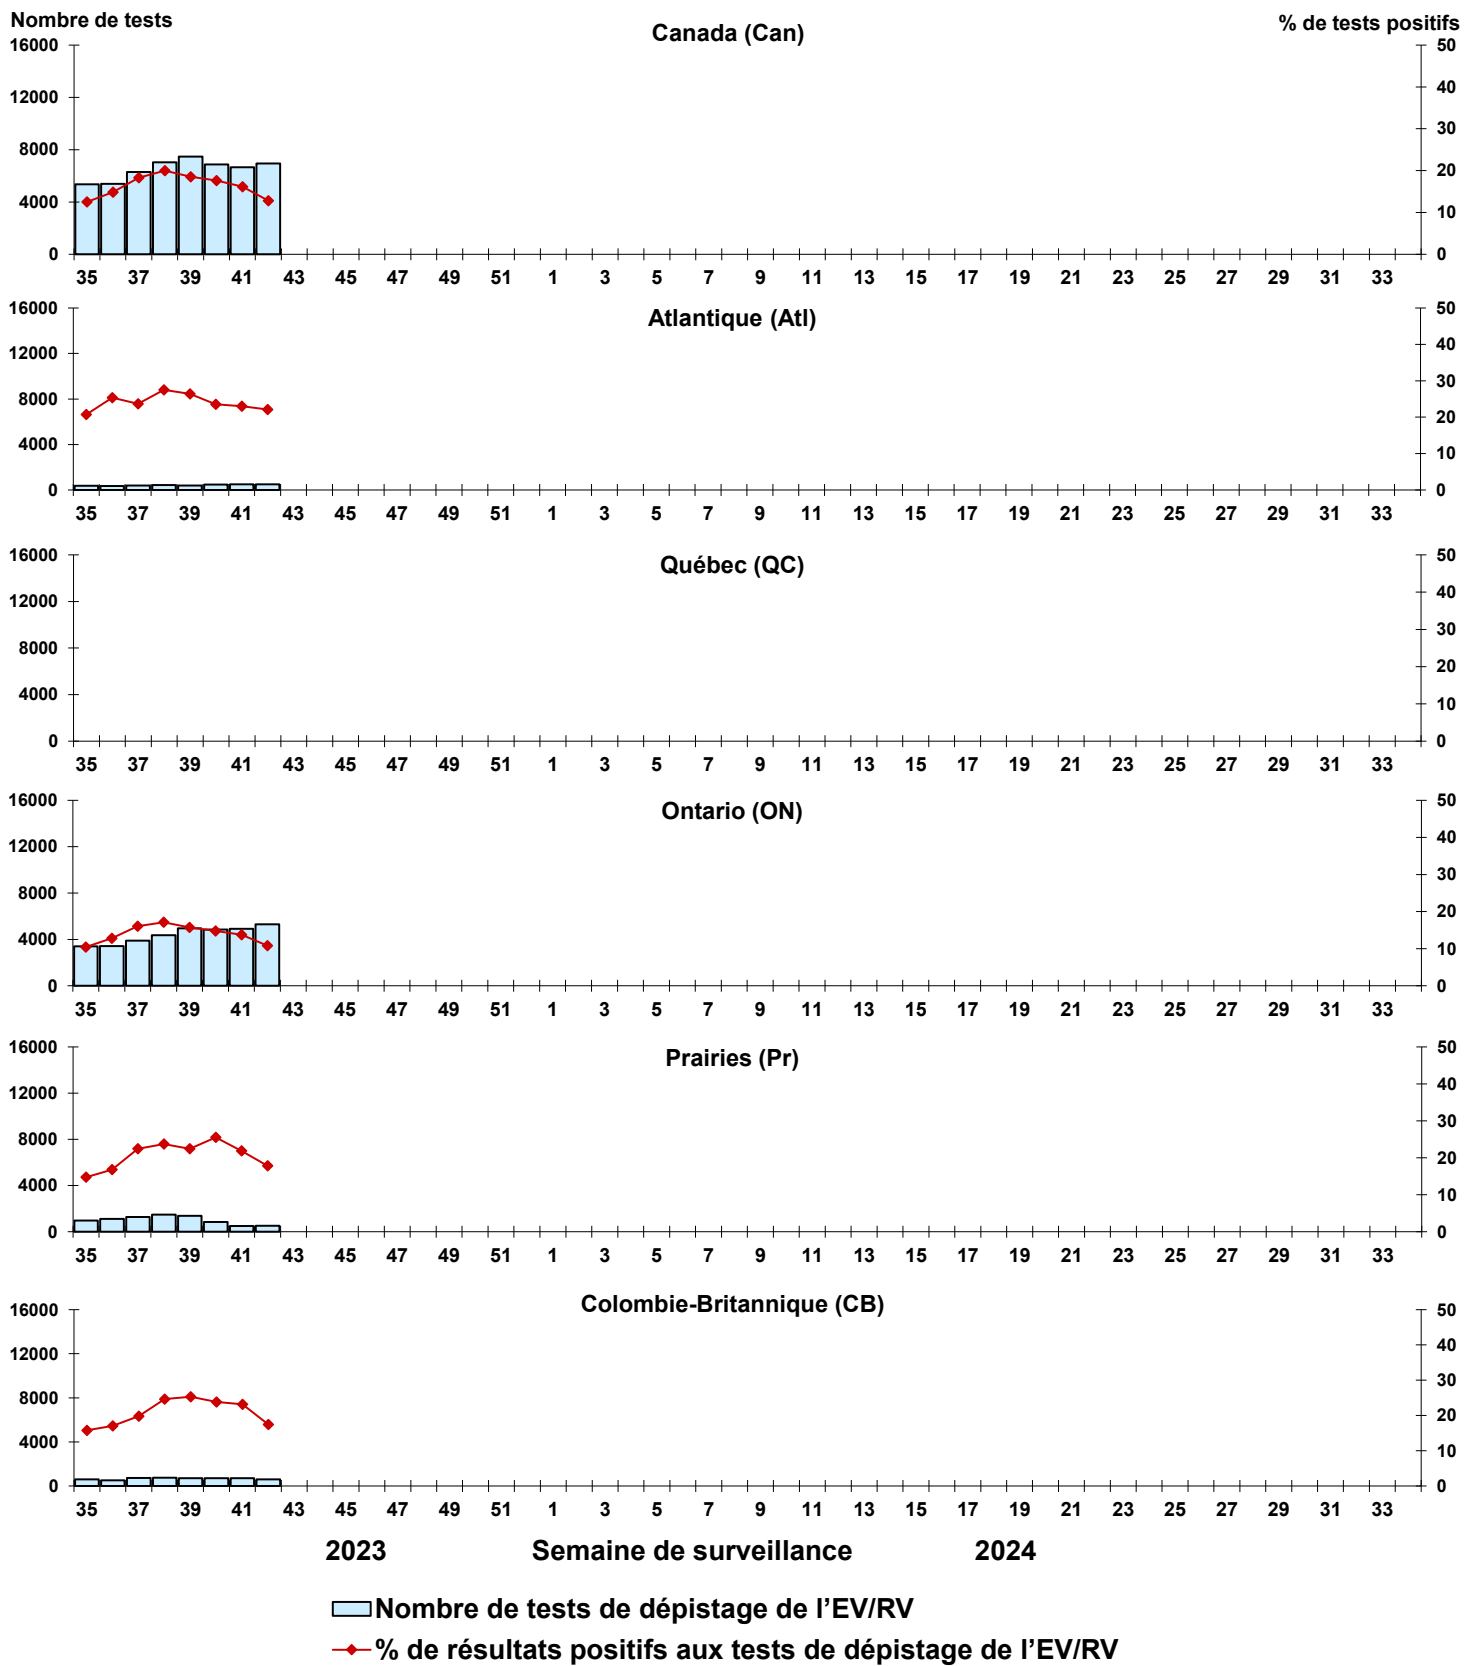 Nombre de tests
Canada (Can)
% de tests positifs
16000 12000 8000 4000 0
50 40 30 20 10 0
35 37 39 41 43 45 47 49 51 1 3 5 7 9 11 13 15 17 19 21 23 25 27 29 31 33
Atlantique (Atl)
16000 12000 8000 4000 0
50 40 30 20 10 0
35 37 39 41 43 45 47 49 51 1 3 5 7 9 11 13 15 17 19 21 23 25 27 29 31 33
Québec (QC)
16000 12000 8000 4000 0
50 40 30 20 10 0
35 37 39 41 43 45 47 49 51 1 3 5 7 9 11 13 15 17 19 21 23 25 27 29 31 33
Ontario (ON)
16000 12000 8000 4000 0
50 40 30 20 10 0
35 37 39 41 43 45 47 49 51 1 3 5 7 9 11 13 15 17 19 21 23 25 27 29 31 33
Prairies (Pr)
16000 12000 8000 4000 0
50 40 30 20 10 0
35 37 39 41 43 45 47 49 51 1 3 5 7 9 11 13 15 17 19 21 23 25 27 29 31 33
Colombie-Britannique (CB)
16000 12000 8000 4000 0
50 40 30 20 10 0
35 37 39 41 43 45 47 49 51 1 3 5 7 9 11 13 15 17 19 21 23 25 27 29 31 33
2023 Semaine de surveillance 2024
Nombre de tests de dépistage de l’EV/RV
% de résultats positifs aux tests de dépistage de l’EV/RV